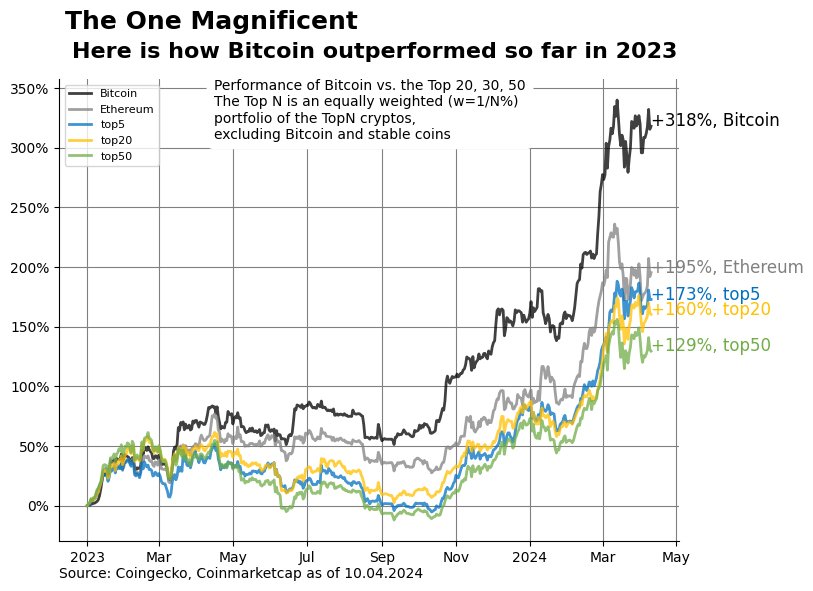 The One Magnificent
Here is how Bitcoin outperformed so far in 2023
350%
300%
250%
200%
150%
100%
50%
0%
Bitcoin
Ethereum
top5
top20
top50
Performance of Bitcoin vs. the Top 20, 30, 50
The Top N is an equally weighted (w=1/N%)
portfolio of the TopN cryptos,
excluding Bitcoin and stable coins
+318%, Bitcoin
+195%, Ethereum
+173%, top5
+160%, top20
+129%, top50
2023 Mar May Jul Sep Nov 2024 Mar May
Source: Coingecko, Coinmarketcap as of 10.04.2024